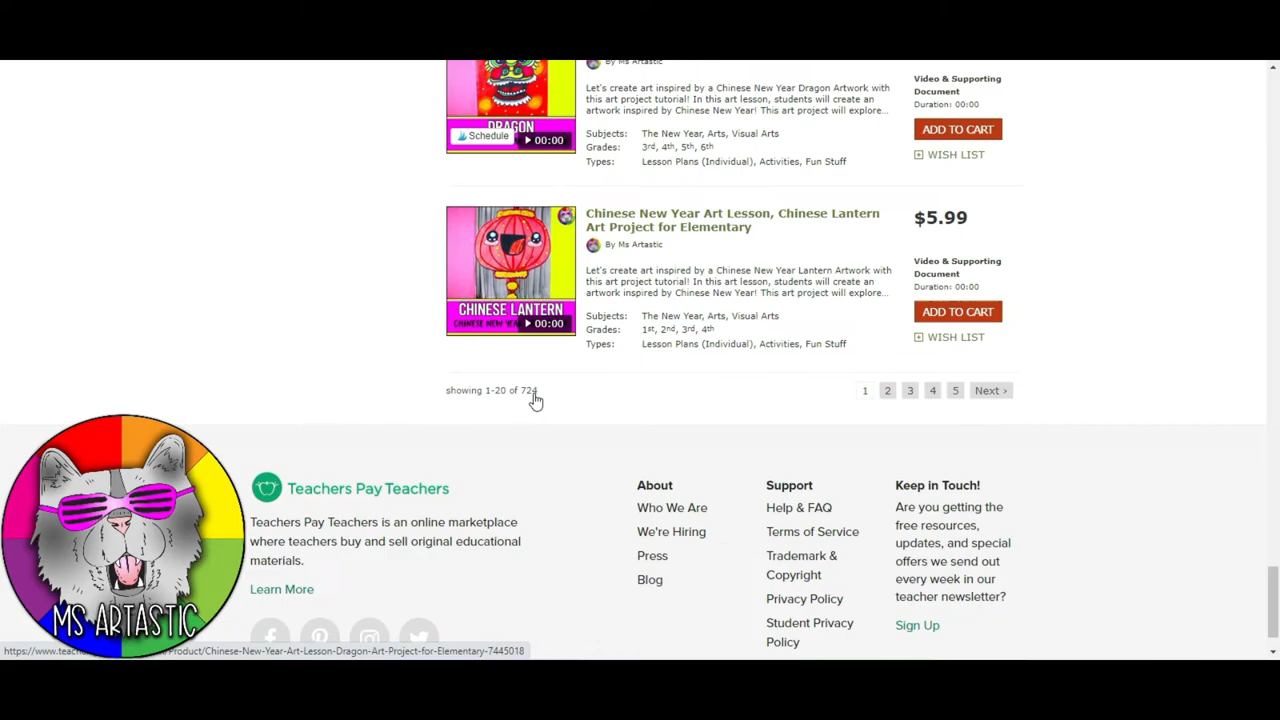 By Ms Artastic
Let's create art inspired by a Chinese New Year Dragon Artwork with
this art project tutorial! In this art lesson, students will create an
artwork inspired by Chinese New Year! This art project will explore...
Subjects: The New Year, Arts, Visual Arts
Grades: 3rd, 4th, 5th, 6th
Types: Lesson Plans (Individual), Activities, Fun Stuff
Video & Supporting
Document
Duration: 00:00
ADD TO CART
WISH LIST
DRAGON
Schedule
00:00
Chinese New Year Art Lesson, Chinese Lantern
Art Project for Elementary
By Ms Artastic
Let's create art inspired by a Chinese New Year Lantern Artwork with
this art project tutorial! In this art lesson, students will create an
artwork inspired by Chinese New Year! This art project will explore...
Subjects: The New Year, Arts, Visual Arts
Grades: 1st, 2nd, 3rd, 4th
Types: Lesson Plans (Individual), Activities, Fun Stuff
$5.99
Video & Supporting
Document
Duration: 00:00
ADD TO CART
WISH LIST
CHINESE LANTERN
CHINESE NEW
00:00
showing 1-20 of 724
1 2 3 4 5 Next ›
Teachers Pay Teachers
Teachers Pay Teachers is an online marketplace
where teachers buy and sell original educational
materials.
Learn More
About
Who We Are
We're Hiring
Press
Blog
Support
Help & FAQ
Terms of Service
Trademark &
Copyright
Privacy Policy
Student Privacy
Policy
Keep in Touch!
Are you getting the
free resources,
updates, and special
offers we send out
every week in our
teacher newsletter?
Sign Up
MS ARTASTIC
https://www.teac Product/Chinese-New-Year-Art-Lesson-Dragon-Art-Project-for-Elementary-7445018